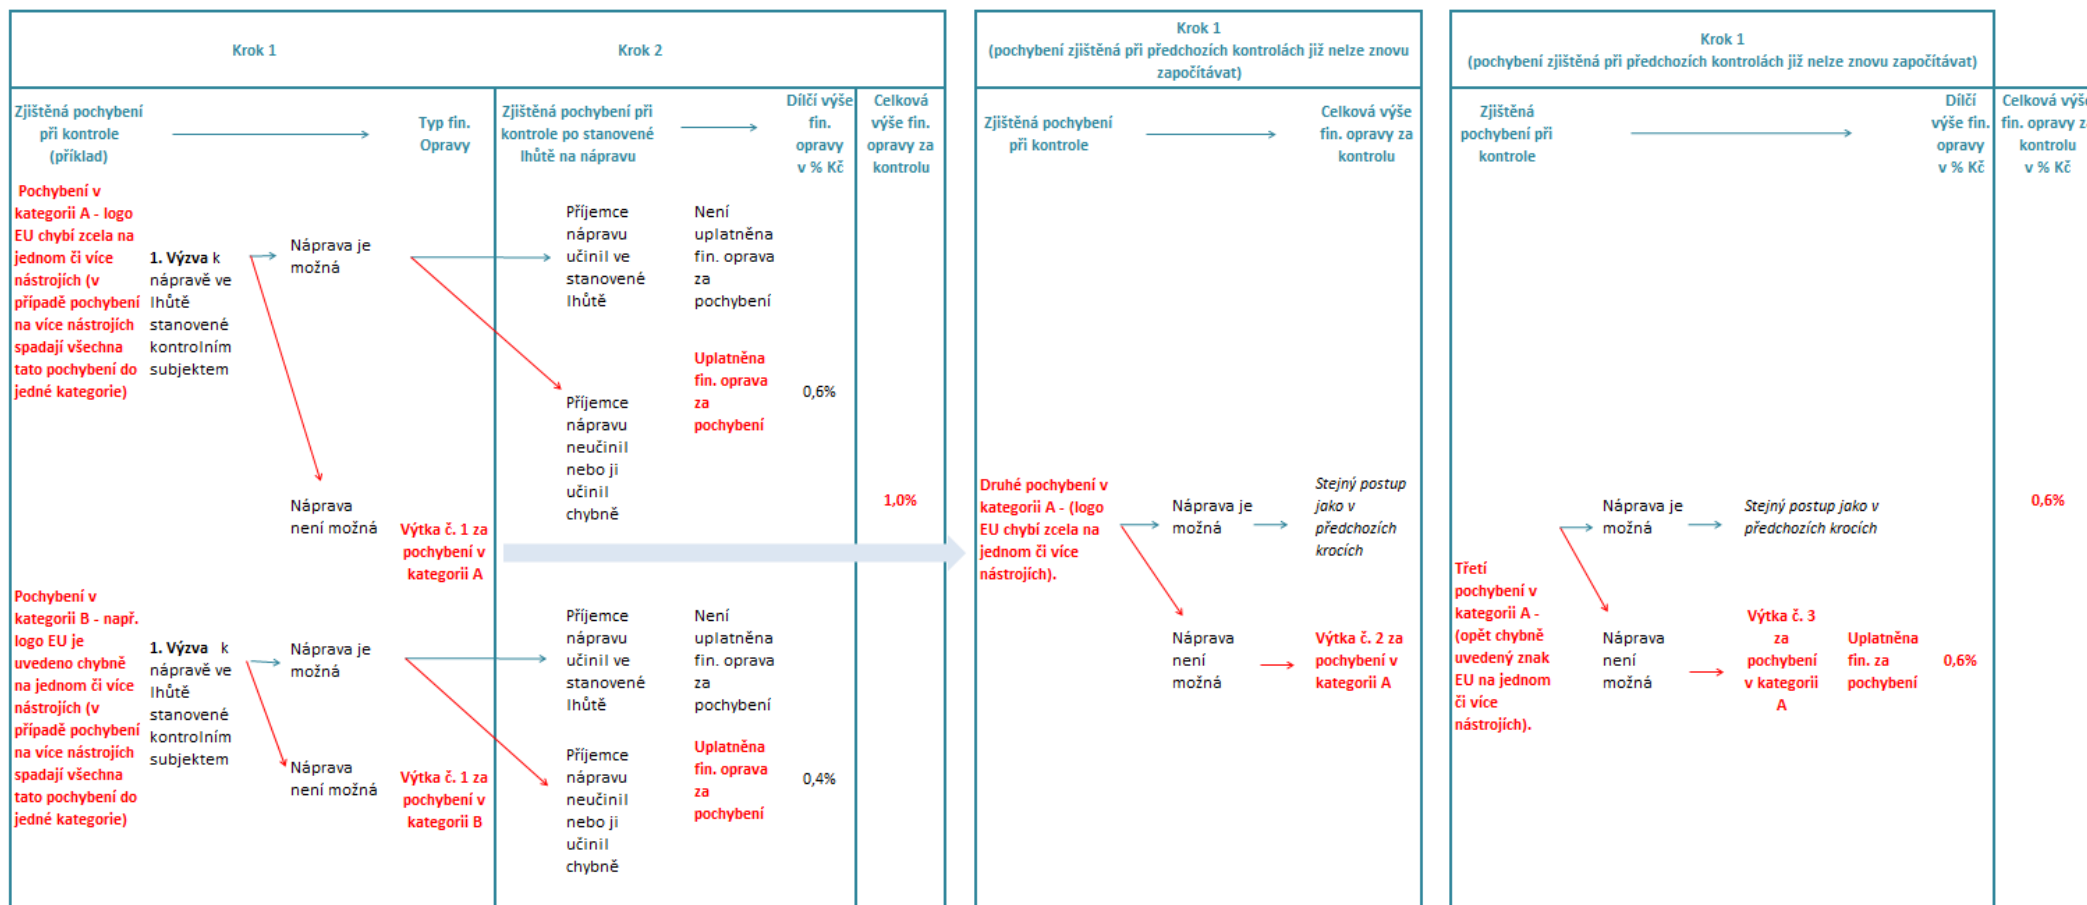 Krok 1
Krok 2
Zjištěná pochybení
při kontrole
(příklad)
Typ fin.
Opravy
Zjištěná pochybení při
kontrole po stanovené
lhůtě na nápravu
Dílčí výše
fin.
opravy
v % Kč
Celková
výše fin.
opravy za
kontrolu
Pochybení v
kategorii A - logo
EU chybí zcela na
jednom či více
nástrojích (v
případě pochybení
na více nástrojích
spadají všechna
tato pochybení do
jedné kategorie)
1. Výzva k
nápravě ve
lhůtě
stanovené
kontrolním
subjektem
Náprava je
možná
Příjemce
nápravu
učinil ve
stanovené
lhůtě
Není
uplatněna
fin. oprava
za
pochybení
Příjemce
nápravu
neučinil
nebo ji
učinil
chybně
Uplatněna
fin. oprava
za
pochybení
0,6%
Náprava
není možná
Výtka č. 1 za
pochybení v
kategorii A
1,0%
Pochybení v
kategorii B - např.
logo EU je
uvedeno chybně
na jednom či více
nástrojích (v
případě pochybení
na více nástrojích
spadají všechna
tato pochybení do
jedné kategorie)
1. Výzva k
nápravě ve
lhůtě
stanovené
kontrolním
subjektem
Náprava je
možná
Příjemce
nápravu
učinil ve
stanovené
lhůtě
Není
uplatněna
fin. oprava
za
pochybení
Náprava
není možná
Výtka č. 1 za
pochybení v
kategorii B
Příjemce
nápravu
neučinil
nebo ji
učinil
chybně
Uplatněna
fin. oprava
za
pochybení
0,4%
Krok 1
(pochybení zjištěná při předchozích kontrolách již nelze znovu
započítávat)
Zjištěná pochybení
při kontrole
Celková výše
fin. opravy za
kontrolu
Druhé pochybení v
kategorii A - (logo
EU chybí zcela na
jednom či více
nástrojích).
Náprava je
možná
Stejný postup
jako v
předchozích
krocích
Náprava
není
možná
Výtka č. 2 za
pochybení v
kategorii A
Krok 1
(pochybení zjištěná při předchozích kontrolách již nelze znovu započítávat)
Zjištěná
pochybení při
kontrole
Dílčí
výše fin.
opravy
v % Kč
Celková výše
fin. opravy za
kontrolu
v % Kč
Třetí
pochybení v
kategorii A -
(opět chybně
uvedený znak
EU na jednom
či více
nástrojích).
Náprava je
možná
Stejný postup jako v
předchozích krocích
0,6%
Náprava
není
možná
Výtka č. 3
za
pochybení
v kategorii
A
Uplatněna
fin. za
pochybení
0,6%